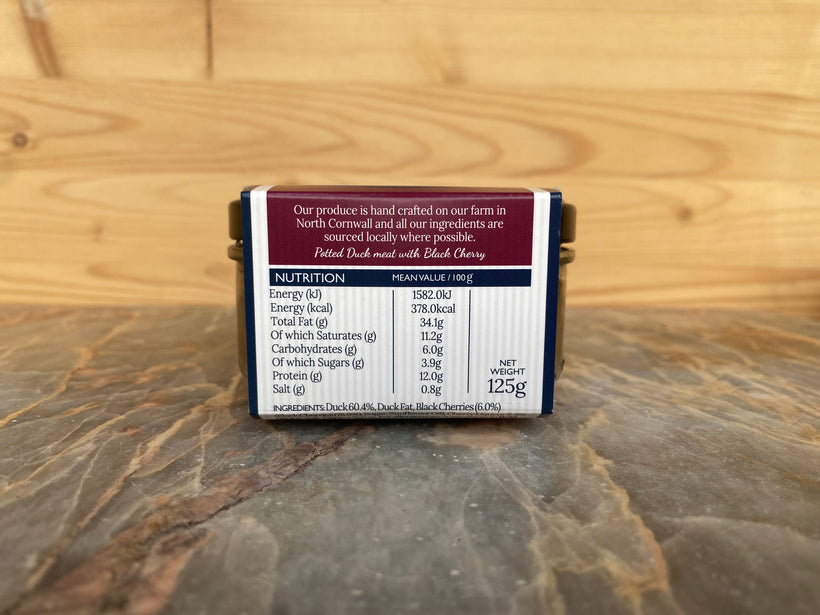 Our produce is hand crafted on our farm in
North Cornwall and all our ingredients are
sourced locally where possible.
Potted Duck meat with Black Cherry
NUTRITION MEAN VALUE / 100g
Energy (kJ) 1582.0kJ
Energy (kcal) 378.0kcal
Total Fat (g) 34.1g
Of which Saturates (g) 11.2g
Carbohydrates (g) 6.0g
Of which Sugars (g) 3.9g
Protein (g) 12.0g
Salt (g) 0.8g
NET
WEIGHT
125g
INGREDIENTS: Duck 60.4%, Duck Fat, Black Cherries (6.0%)